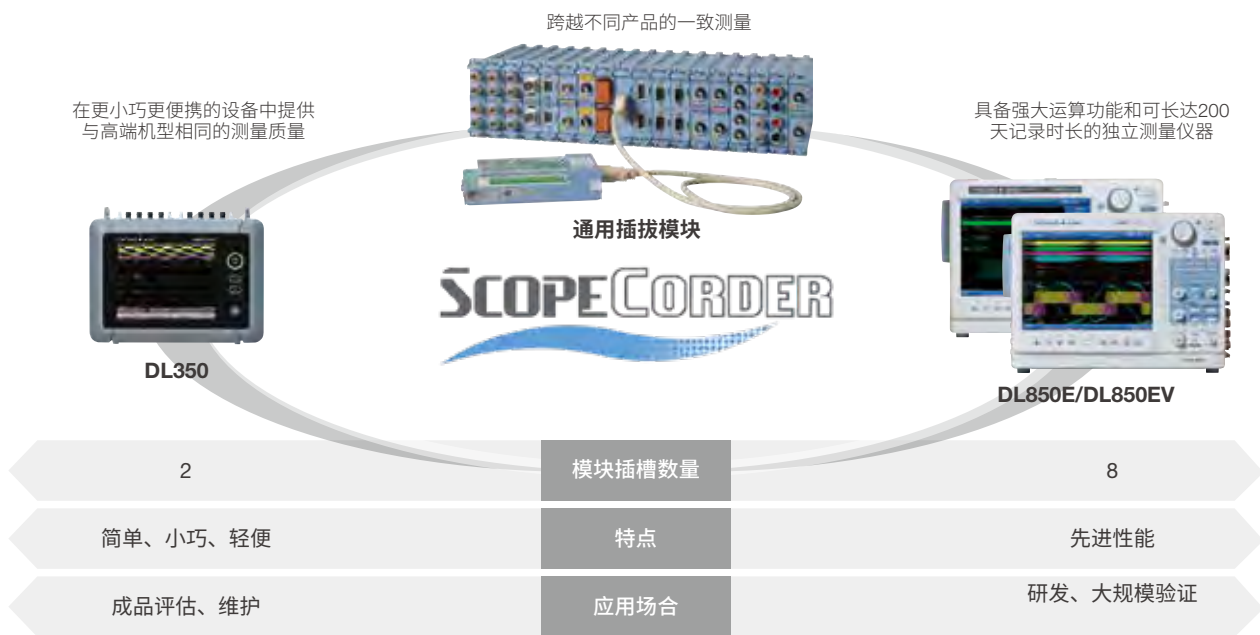 跨越不同产品的一致测量
在更小巧更便携的设备中提供
与高端机型相同的测量质量
具备强大运算功能和可长达200
天记录时长的独立测量仪器
通用插拔模块
SCOPECORDER
DL350
DL850E/DL850EV
2
模块插槽数量
8
简单、小巧、轻便
特点
先进性能
成品评估、维护
应用场合
研发、大规模验证